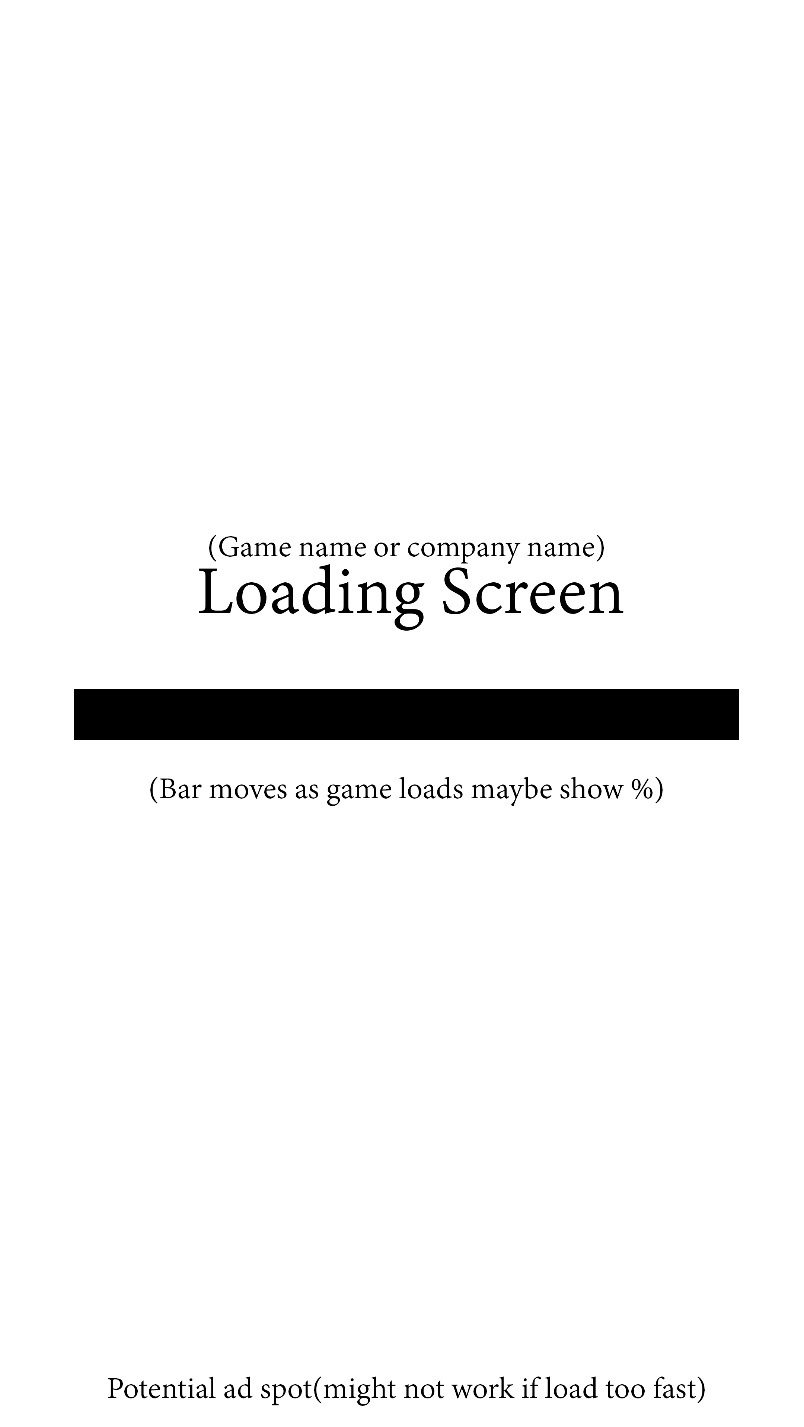 (Game name or company name)
Loading Screen
(Bar moves as game loads maybe show %)
Potential ad spot(might not work if load too fast)